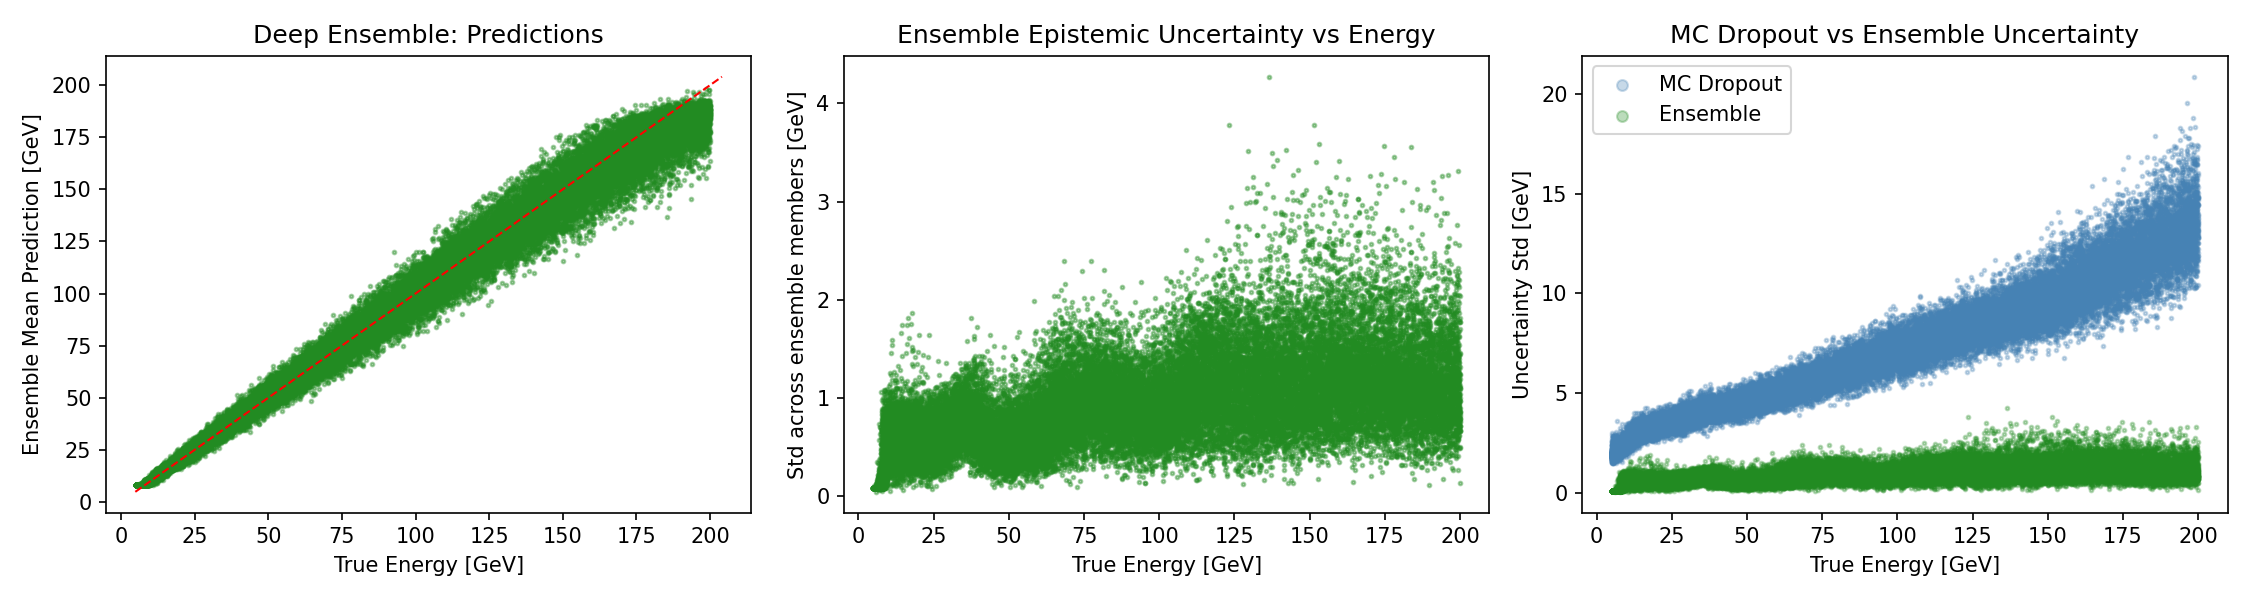 Deep Ensemble: Predictions
Ensemble Mean Prediction [GeV]
200
175
150
125
100
75
50
25
0
0 25 50 75 100 125 150 175 200
True Energy [GeV]
Ensemble Epistemic Uncertainty vs Energy
Std across ensemble members [GeV]
4
3
2
1
0
0 25 50 75 100 125 150 175 200
True Energy [GeV]
MC Dropout vs Ensemble Uncertainty
MC Dropout
Ensemble
Uncertainty Std [GeV]
20
15
10
5
0
0 25 50 75 100 125 150 175 200
True Energy [GeV]